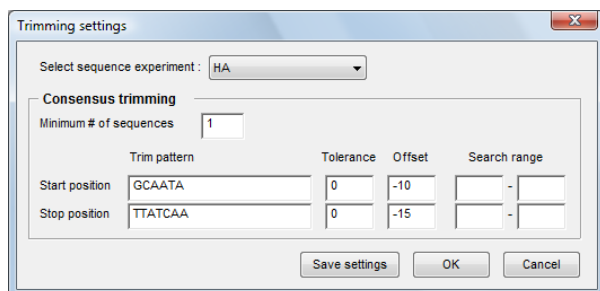 Trimming settings
Select sequence experiment : HA
Consensus trimming
Minimum # of sequences 1
Trim pattern Tolerance Offset Search range
Start position GCAATA 0 -10 -
Stop position TTATCAA 0 -15 -
Save settings OK Cancel